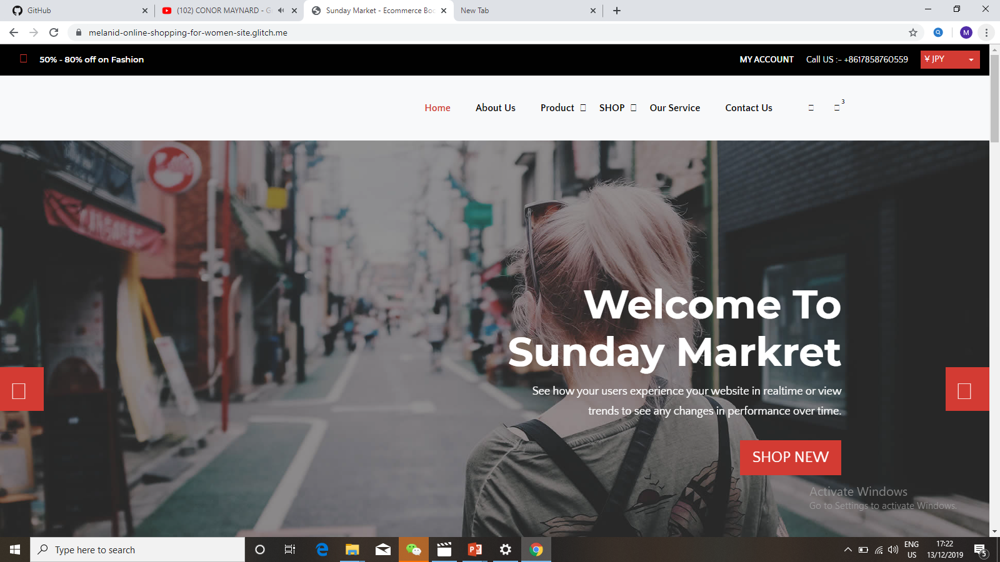 GitHub
(102) CONOR MAYNARD - G
Sunday Market - Ecommerce Boo
New Tab
melanid-online-shopping-for-women-site.glitch.me
M
50% - 80% off on Fashion
MY ACCOUNT
Call US :- +8617858760559
¥ JPY
Home
About Us
Product
SHOP
Our Service
Contact Us
3
Welcome To
Sunday Markret
See how your users experience your website in realtime or view
trends to see any changes in performance over time.
SHOP NEW
Activate Windows
Go to Settings to activate Windows.
Type here to search
ENG
US
17:22
13/12/2019
5